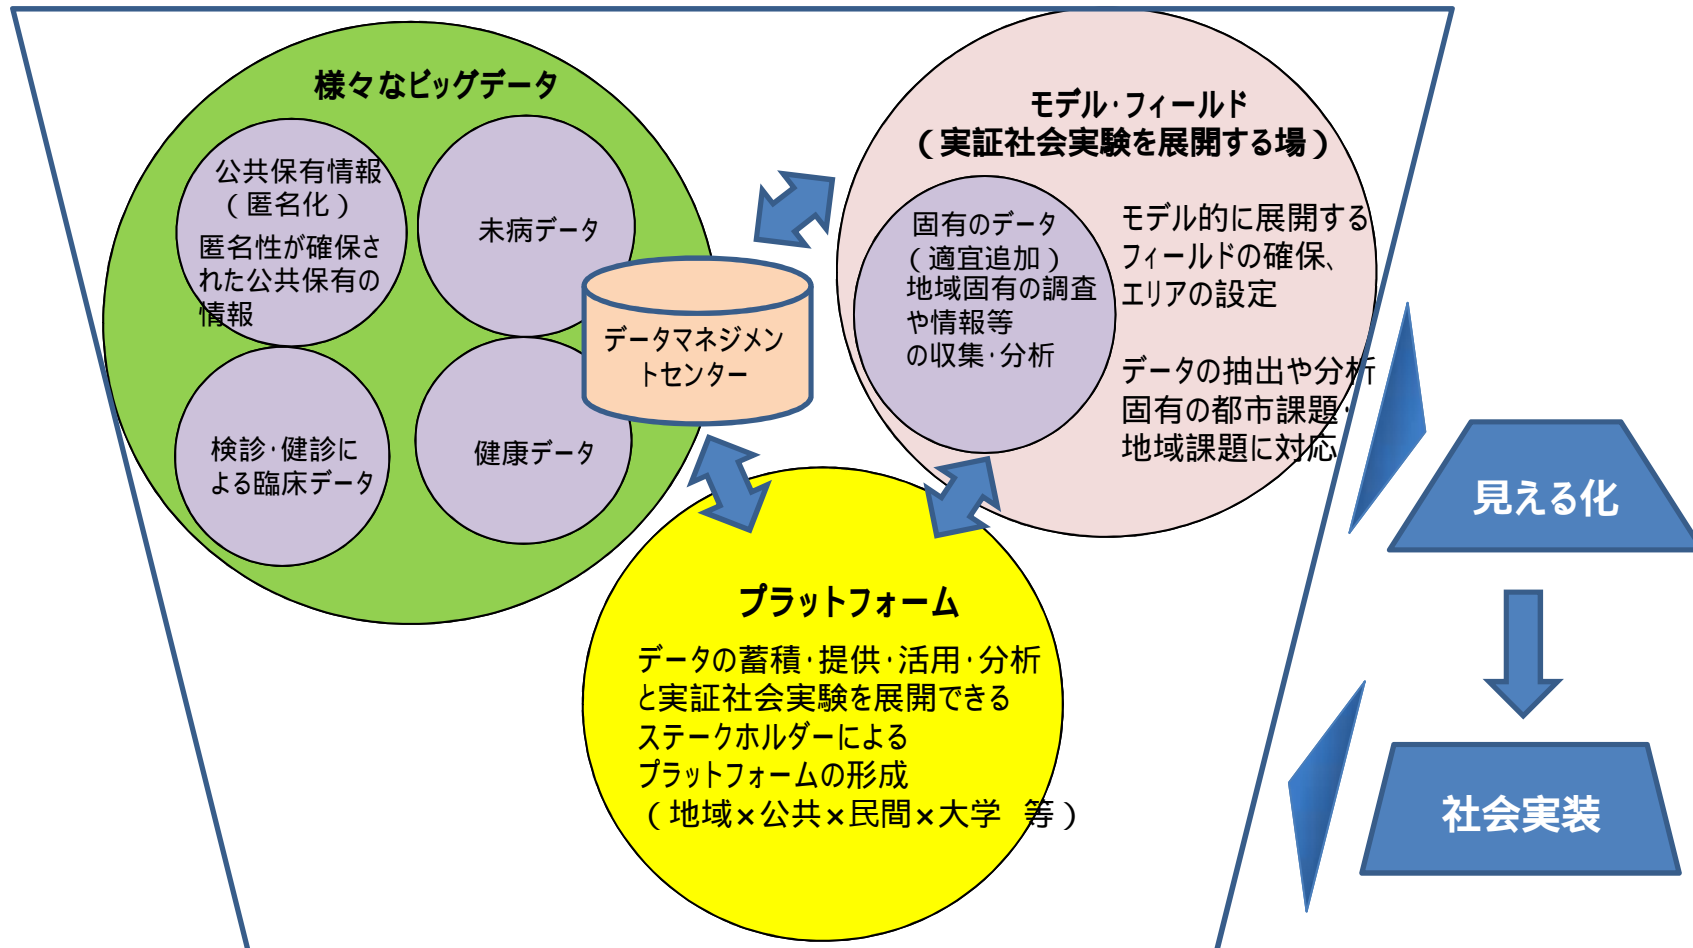 様々なビッグデータ
公共保有情報
（匿名化）
匿名性が確保さ
れた公共保有の
情報
未病データ
検診・健診に
よる臨床データ
健康データ
データマネジメン
トセンター
モデル・フィールド
（実証社会実験を展開する場）
固有のデータ
（適宜追加）
地域固有の調査
や情報等
の収集・分析
モデル的に展開する
フィールドの確保、
エリアの設定
データの抽出や分析
固有の都市課題・
地域課題に対応
プラットフォーム
データの蓄積・提供・活用・分析
と実証社会実験を展開できる
ステークホルダーによる
プラットフォームの形成
（地域×公共×民間×大学　等）
見える化
社会実装